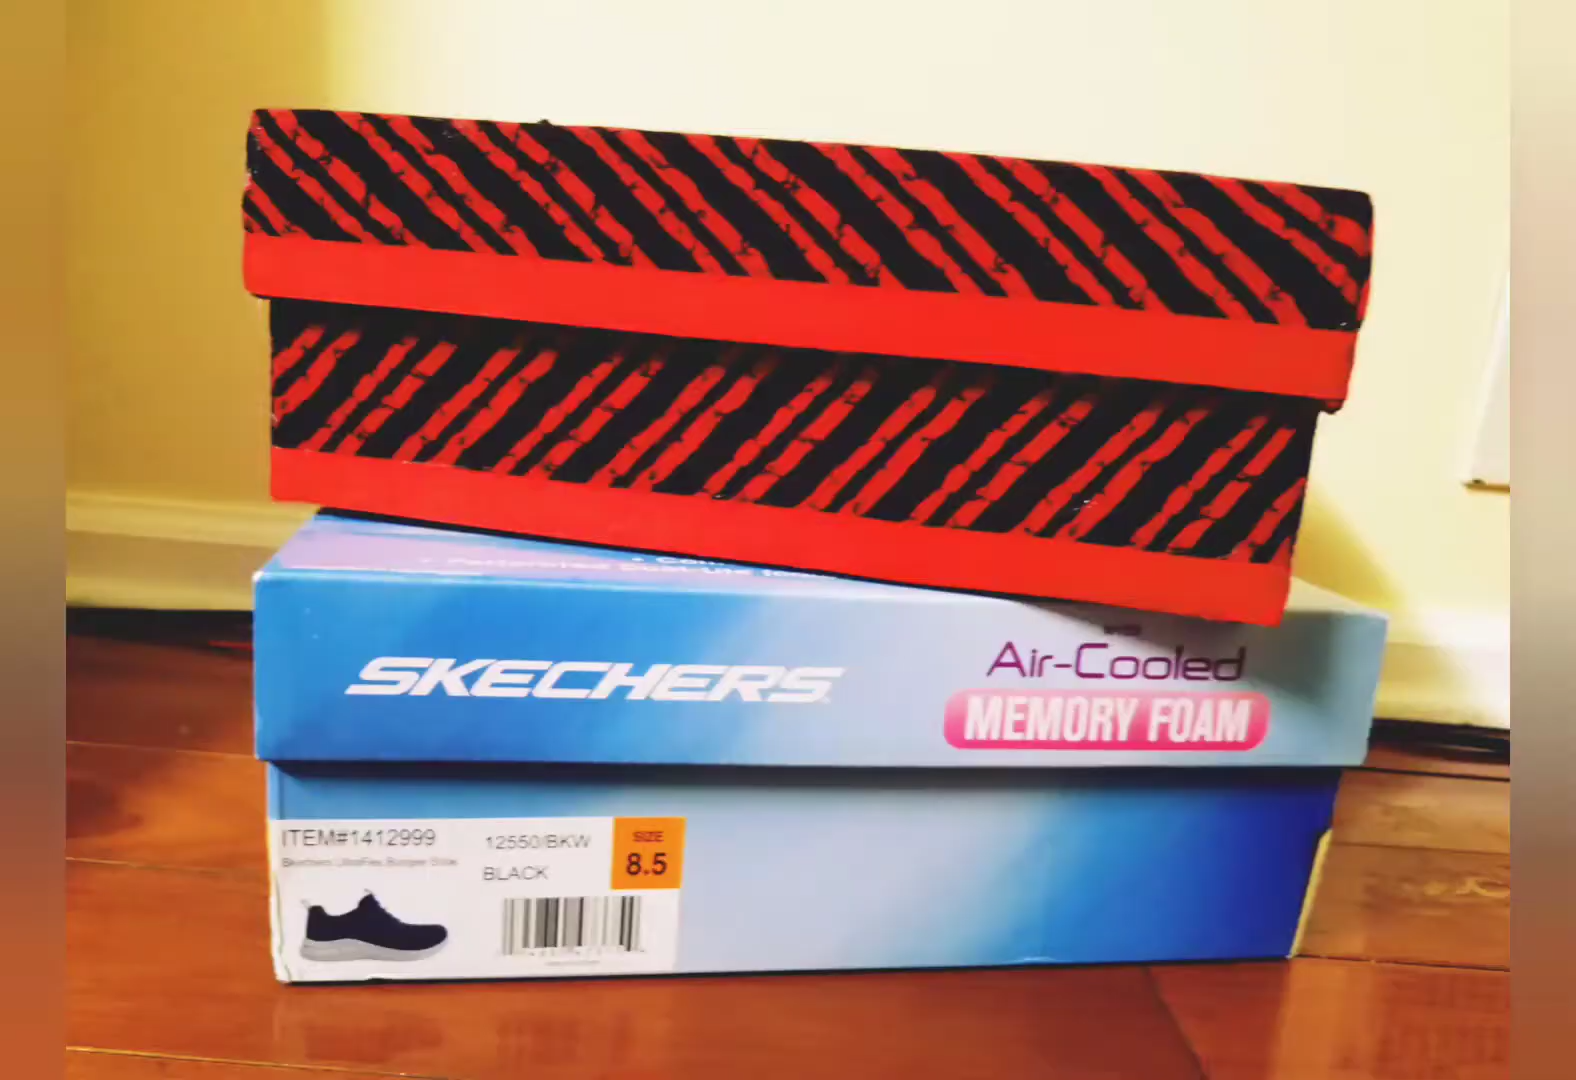 SKECHERS
Air-Cooled
MEMORY FOAM
ITEM#1412999
12550/BKW
SIZE
8.5
BLACK